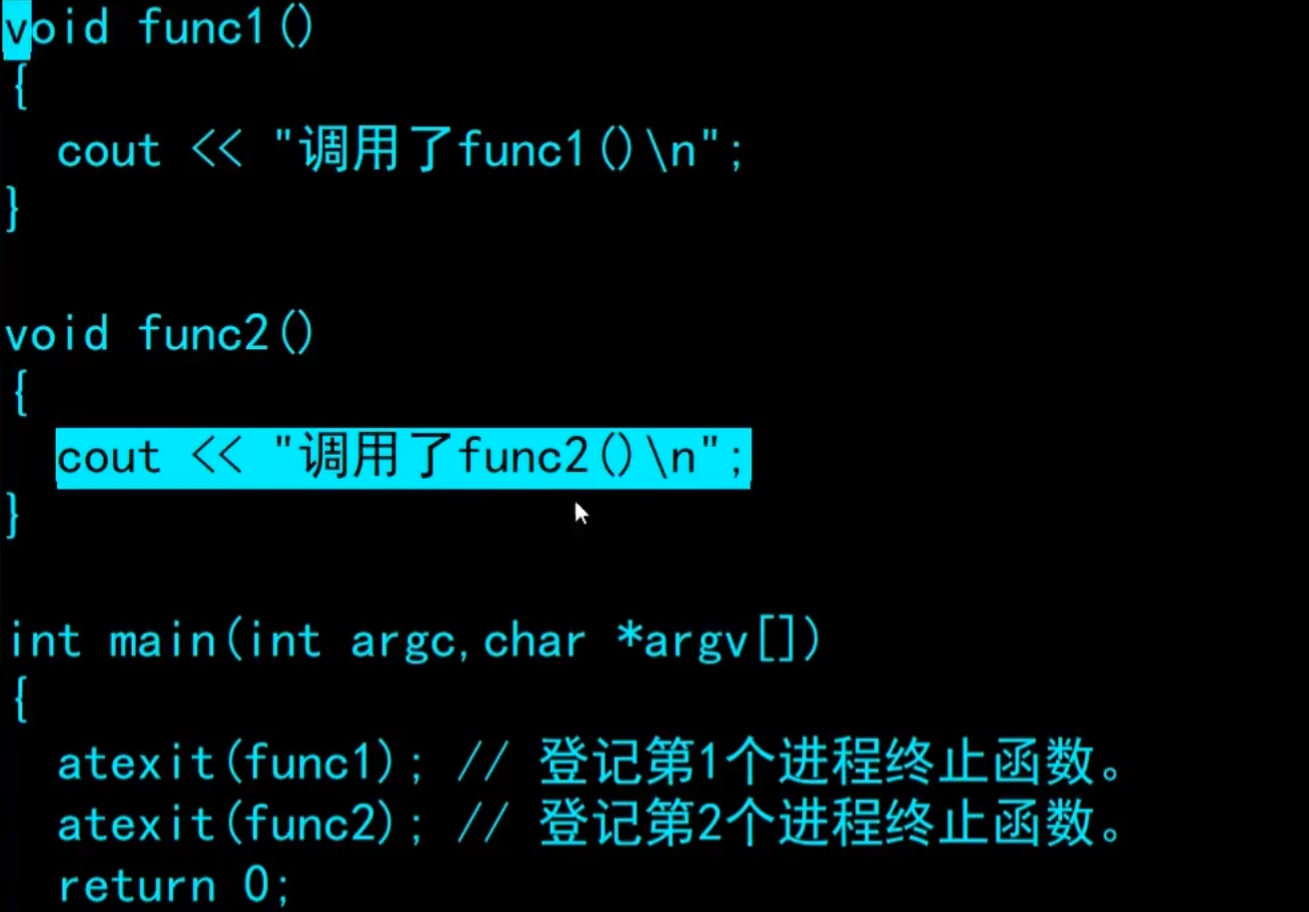 void func1()
{
  cout << "调用了func1()\n";
}

void func2()
{
  cout << "调用了func2()\n";
}

int main(int argc,char *argv[])
{
  atexit(func1); // 登记第1个进程终止函数。
  atexit(func2); // 登记第2个进程终止函数。
  return 0;